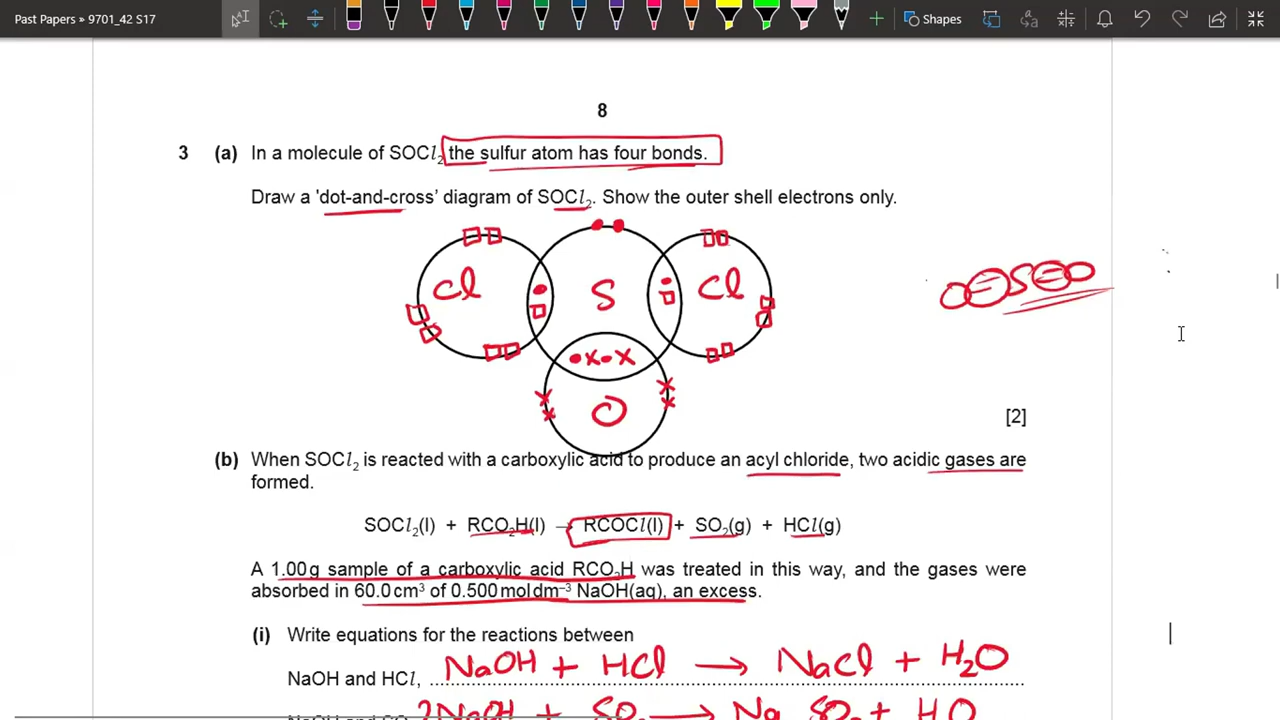 Past Papers » 9701_42 S17
Shapes
8
3 (a) In a molecule of SOCl₂ the sulfur atom has four bonds.
Draw a 'dot-and-cross' diagram of SOCl₂. Show the outer shell electrons only.
Cl S Cl
O=S=O
O
[2]
(b) When SOCl₂ is reacted with a carboxylic acid to produce an acyl chloride, two acidic gases are
formed.
SOCl₂(l) + RCO₂H(l) → RCOCl(l) + SO₂(g) + HCl(g)
A 1.00 g sample of a carboxylic acid RCO₂H was treated in this way, and the gases were
absorbed in 60.0 cm³ of 0.500 mol dm⁻³ NaOH(aq), an excess.
(i) Write equations for the reactions between
NaOH and HCl, NaOH + HCl → NaCl + H₂O
2NaOH + SO₂ → Na SO₃ + H O